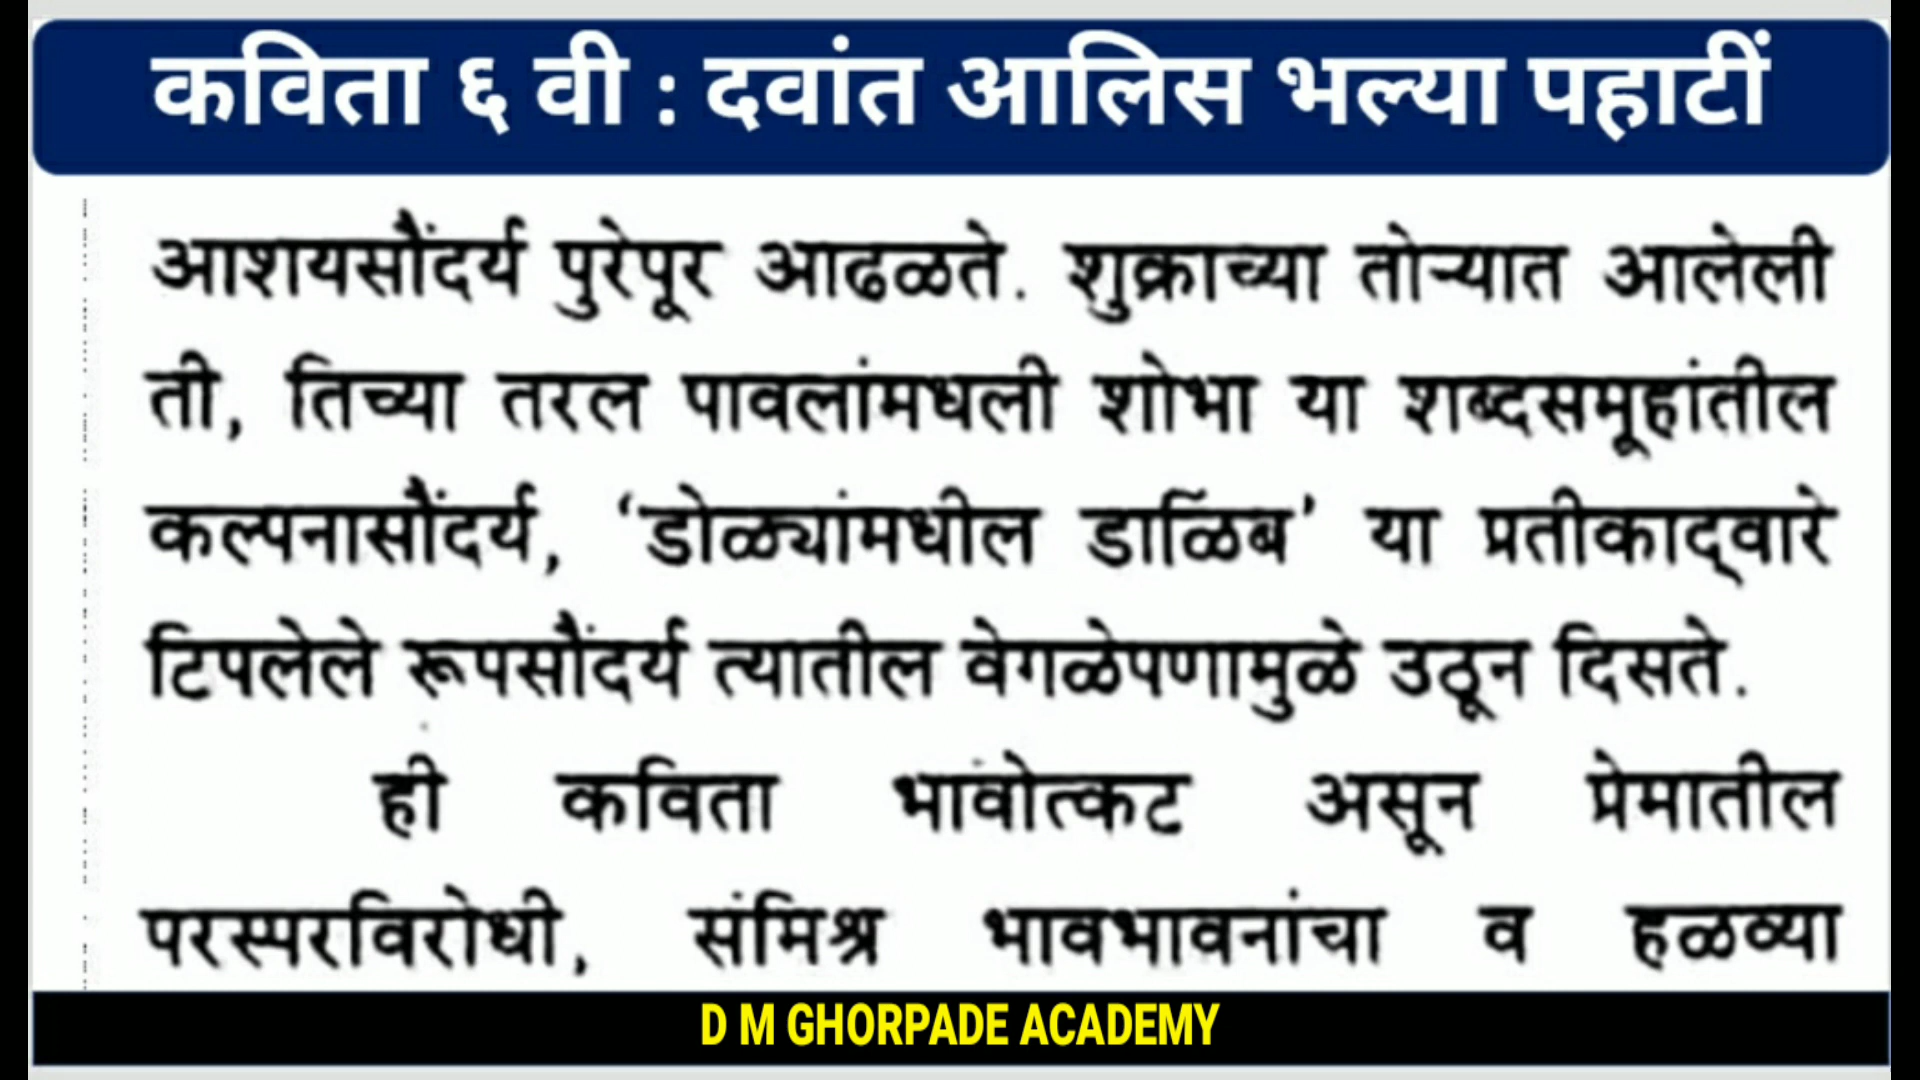 कविता ६ वी : दवांत आलिस भल्या पहाटीं
आशयसौंदर्य पुरेपूर आढळते. शुक्राच्या तोऱ्यात आलेली
ती, तिच्या तरल पावलांमधली शोभा या शब्दसमूहांतील
कल्पनासौंदर्य, ‘डोळ्यांमधील डाळिंब’ या प्रतीकाद्‌वारे
टिपलेले रूपसौंदर्य त्यातील वेगळेपणामुळे उठून दिसते.
ही कविता भावोत्कट असून प्रेमातील
परस्परविरोधी, संमिश्र भावभावनांचा व हळव्या
D M GHORPADE ACADEMY